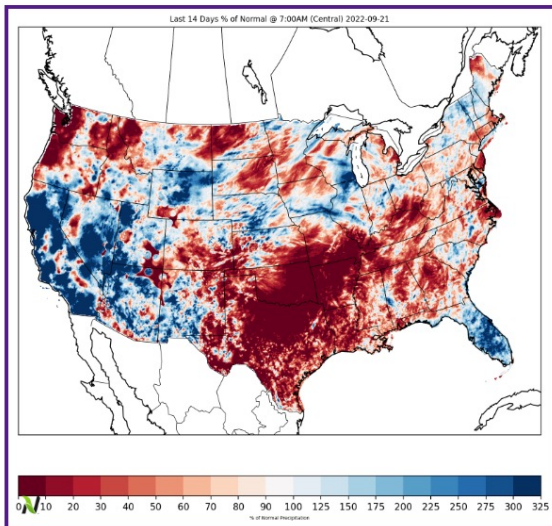 Last 14 Days % of Normal @ 7:00AM (Central) 2022-09-21
0 10 20 30 40 50 60 70 80 90 100 125 150 175 200 225 250 275 300 325
% of Normal Precipitation